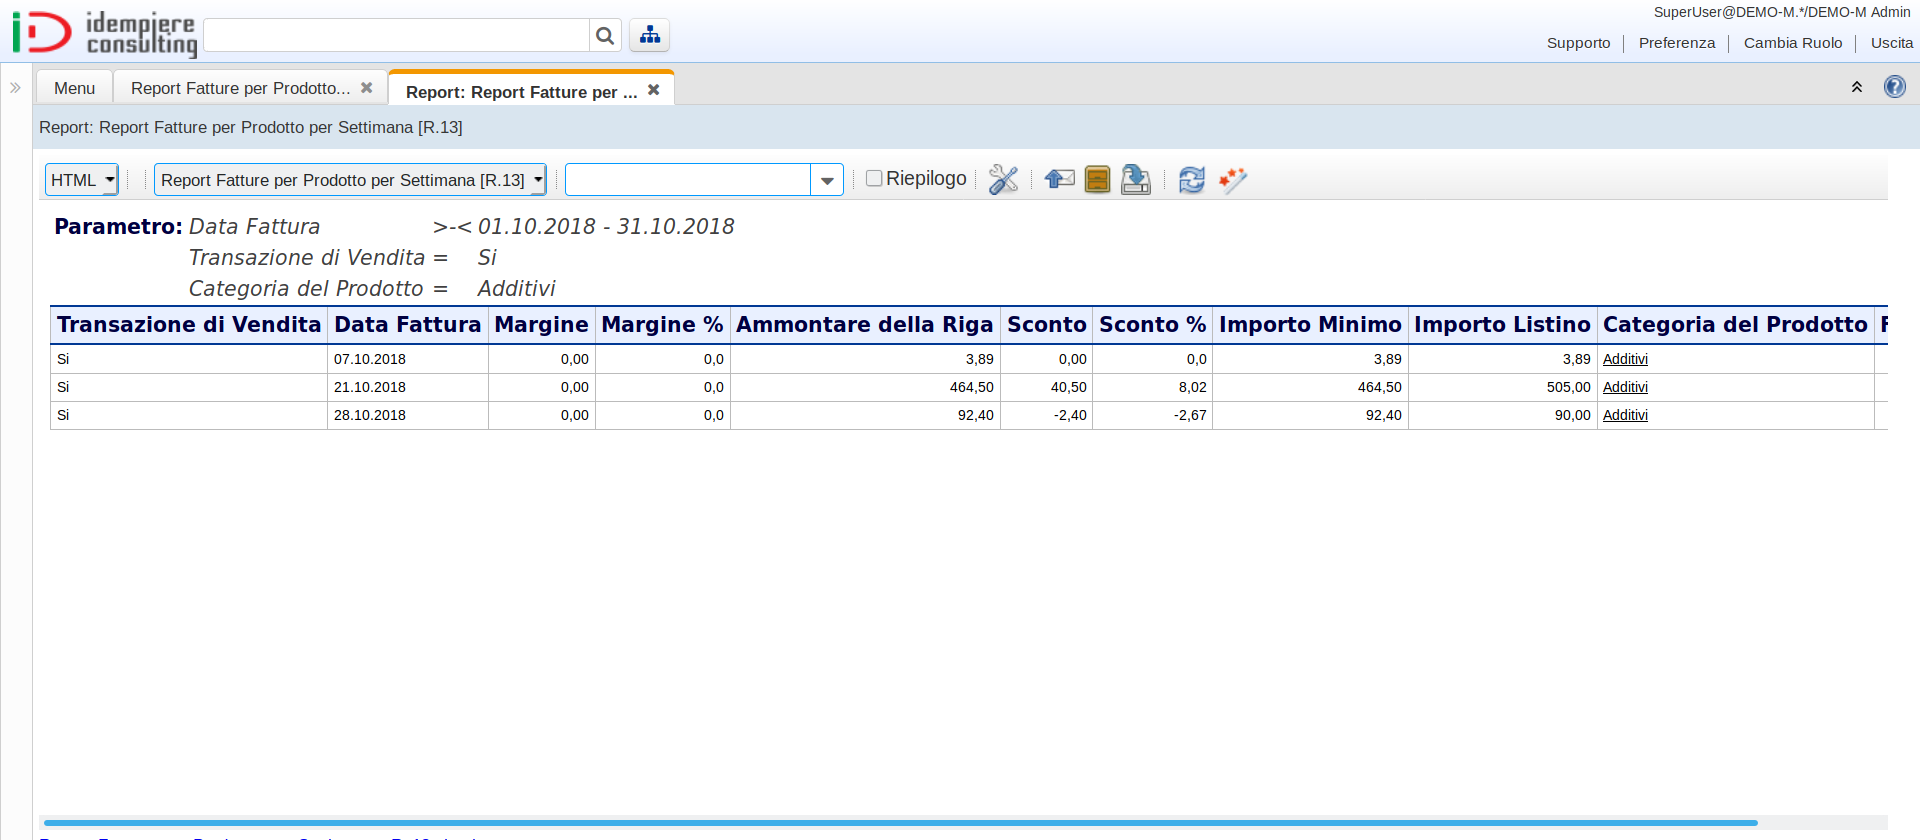 idempiere
consulting
SuperUser@DEMO-M.*/DEMO-M Admin
Supporto Preferenza Cambia Ruolo Uscita
Menu Report Fatture per Prodotto... Report: Report Fatture per ...
Report: Report Fatture per Prodotto per Settimana [R.13]
HTML Report Fatture per Prodotto per Settimana [R.13] Riepilogo
Parametro: Data Fattura >-< 01.10.2018 - 31.10.2018
Transazione di Vendita = Si
Categoria del Prodotto = Additivi
Transazione di Vendita Data Fattura Margine Margine % Ammontare della Riga Sconto Sconto % Importo Minimo Importo Listino Categoria del Prodotto
Si 07.10.2018 0,00 0,0 3,89 0,00 0,0 3,89 3,89 Additivi
Si 21.10.2018 0,00 0,0 464,50 40,50 8,02 464,50 505,00 Additivi
Si 28.10.2018 0,00 0,0 92,40 -2,40 -2,67 92,40 90,00 Additivi